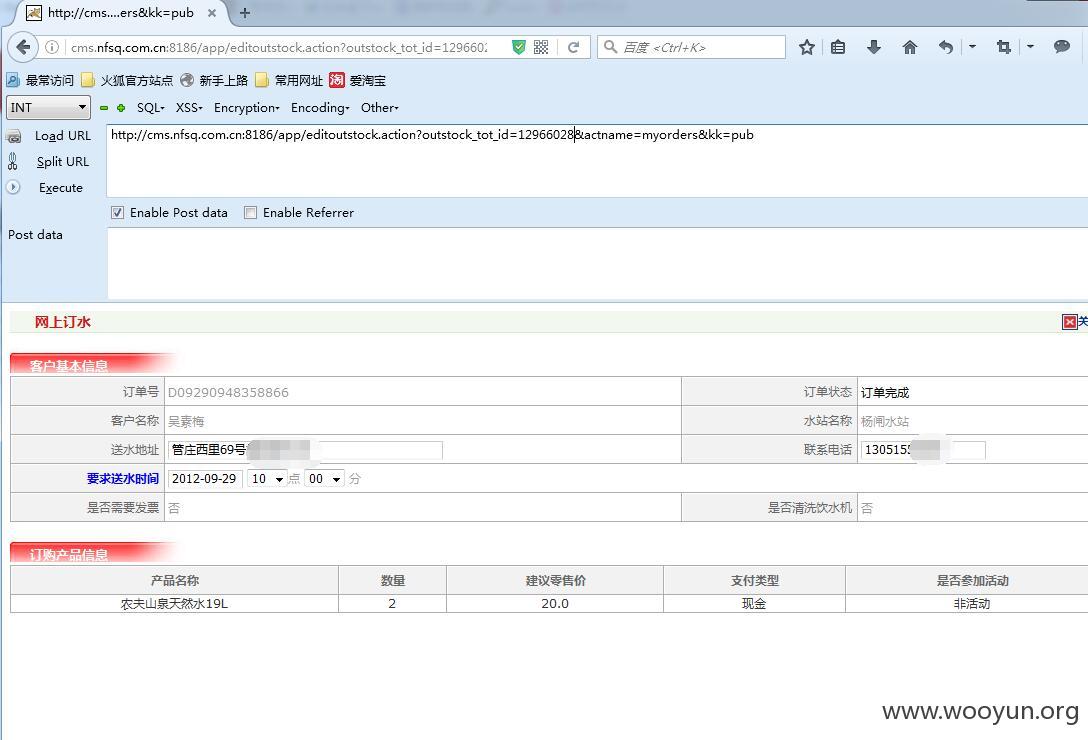 http://cms....ers&kk=pub
cms.nfsq.com.cn:8186/app/editoutstock.action?outstock_tot_id=1296602
百度 <Ctrl+K>
最常访问 火狐官方站点 新手上路 常用网址 淘 爱淘宝
INT SQL- XSS- Encryption- Encoding- Other-
Load URL http://cms.nfsq.com.cn:8186/app/editoutstock.action?outstock_tot_id=12966028&actname=myorders&kk=pub
Split URL
Execute
Enable Post data Enable Referrer
Post data
网上订水 关
客户基本信息
订单号 D09290948358866 订单状态 订单完成
客户名称 吴素梅 水站名称 杨闸水站
送水地址 管庄西里69号 联系电话 130515
要求送水时间 2012-09-29 10 点 00 分
是否需要发票 否 是否清洗饮水机 否
订购产品信息
产品名称 数量 建议零售价 支付类型 是否参加活动
农夫山泉天然水19L 2 20.0 现金 非活动
www.wooyun.org